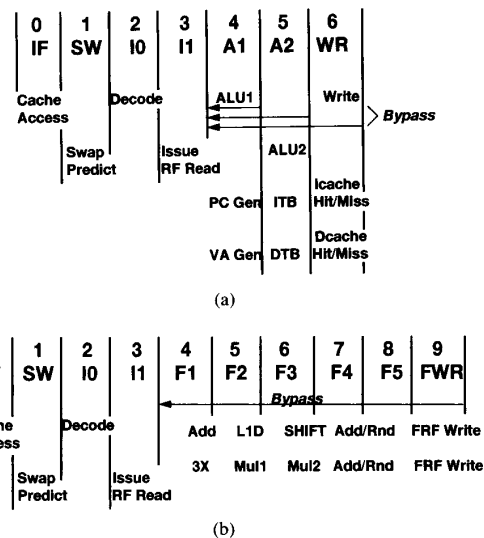 0 1 2 3 4 5 6
IF SW I0 I1 A1 A2 WR
Cache Access
Decode
ALU1
Write
Bypass
Swap Predict
Issue RF Read
ALU2
PC Gen ITB Icache Hit/Miss
VA Gen DTB Dcache Hit/Miss
(a)
1 2 3 4 5 6 7 8 9
SW I0 I1 F1 F2 F3 F4 F5 FWR
Bypass
Decode
Add L1D SHIFT Add/Rnd FRF Write
3X Mul1 Mul2 Add/Rnd FRF Write
Swap Predict
Issue RF Read
(b)